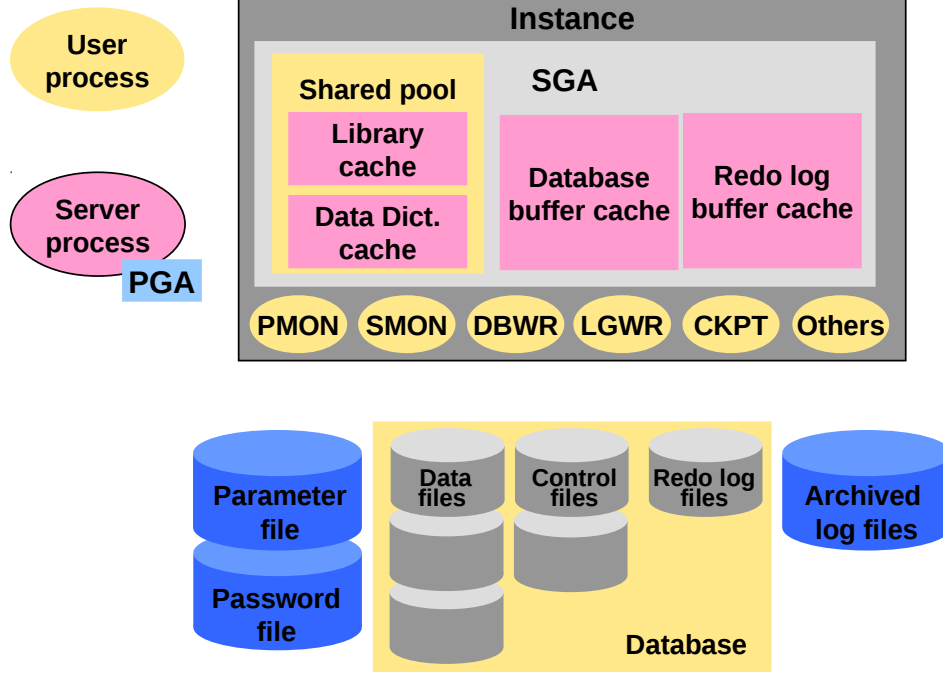 Instance
User
process
SGA
Shared pool
Library
cache
Database
buffer cache
Redo log
buffer cache
Data Dict.
cache
Server
process
PGA
PMON
SMON
DBWR
LGWR
CKPT
Others
Parameter
file
Data
files
Control
files
Redo log
files
Archived
log files
Password
file
Database